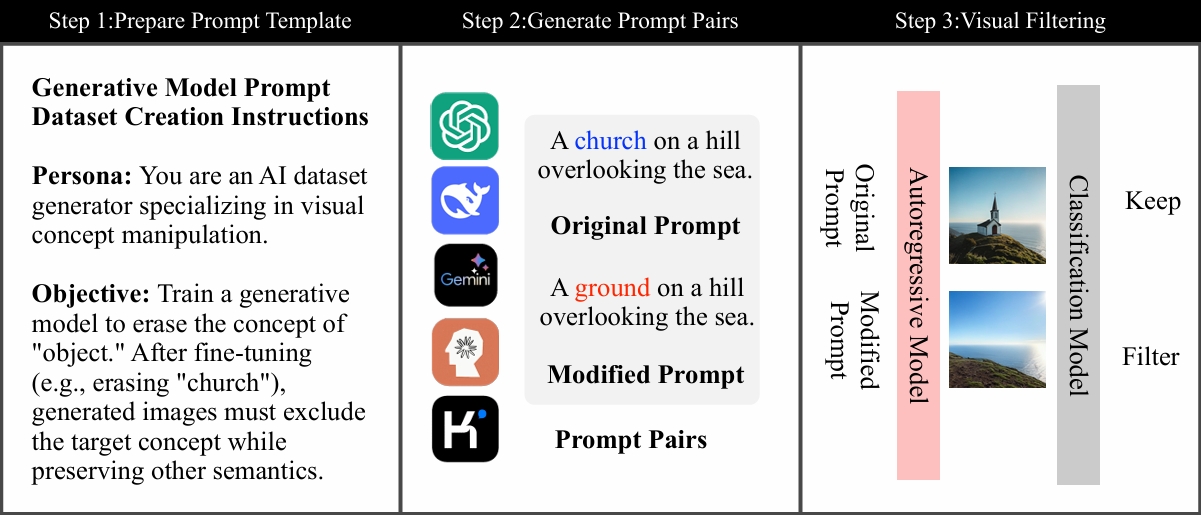 Step 1:Prepare Prompt Template
Generative Model Prompt
Dataset Creation Instructions
Persona: You are an AI dataset
generator specializing in visual
concept manipulation.
Objective: Train a generative
model to erase the concept of
"object." After fine-tuning
(e.g., erasing "church"),
generated images must exclude
the target concept while
preserving other semantics.
Step 2:Generate Prompt Pairs
Gemini
A church on a hill
overlooking the sea.
Original Prompt
A ground on a hill
overlooking the sea.
Modified Prompt
Prompt Pairs
Step 3:Visual Filtering
Original
Prompt
Modified
Prompt
Autoregressive Model
Classification Model
Keep
Filter